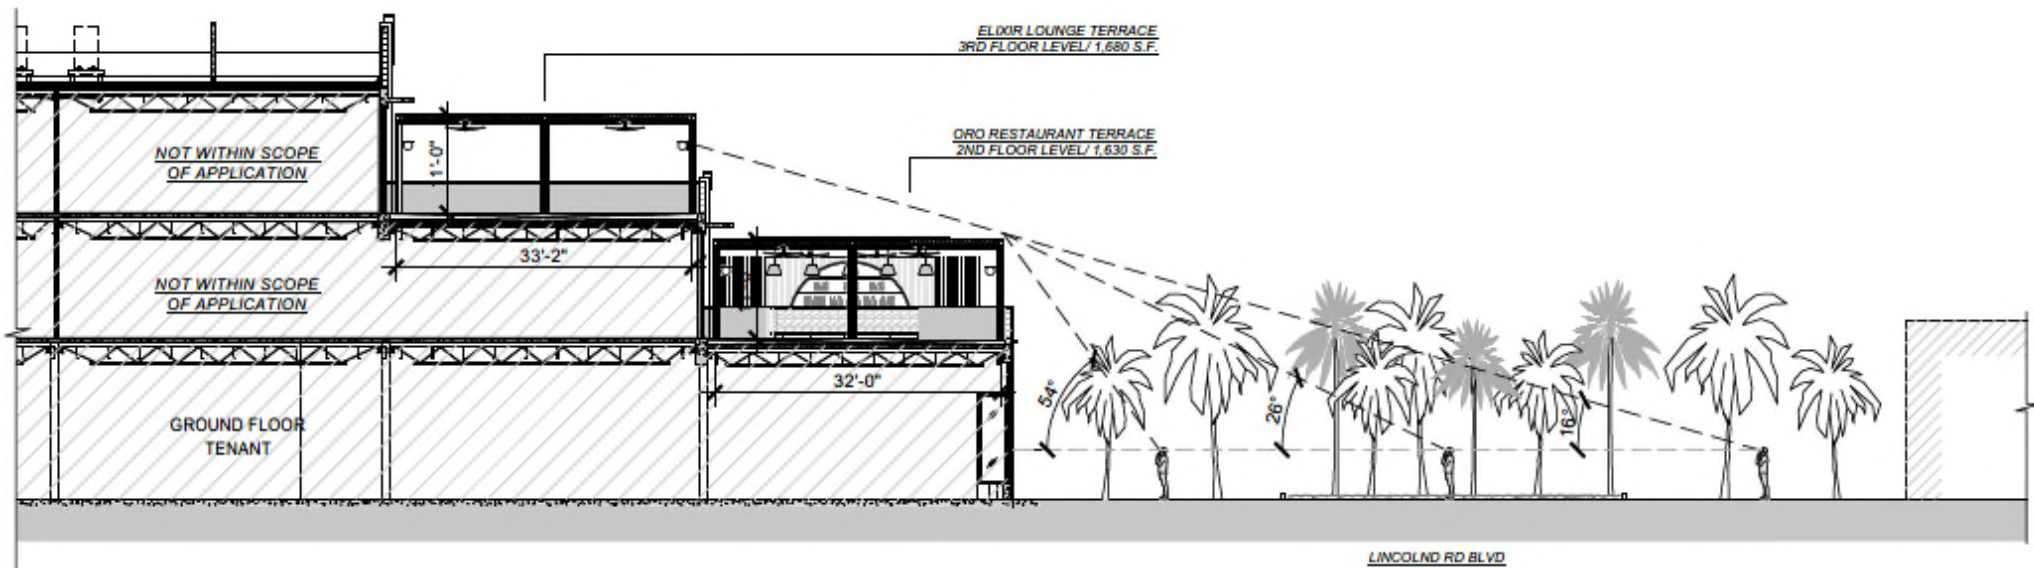 ELIXIR LOUNGE TERRACE
3RD FLOOR LEVEL/ 1,680 S.F.
ORO RESTAURANT TERRACE
2ND FLOOR LEVEL/ 1,630 S.F.
NOT WITHIN SCOPE
OF APPLICATION
1'-0"
33'-2"
NOT WITHIN SCOPE
OF APPLICATION
32'-0"
54°
26°
16°
GROUND FLOOR
TENANT
LINCOLND RD BLVD